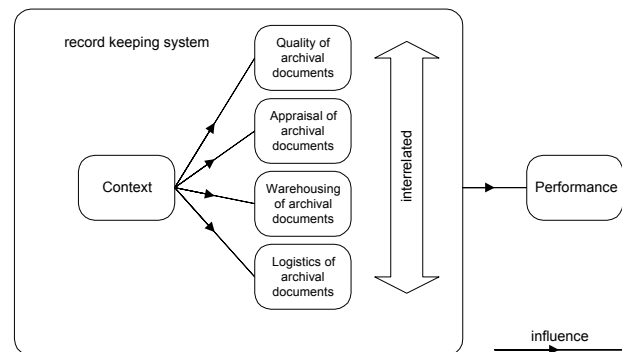 record keeping system
Quality of
archival
documents
Appraisal of
archival
documents
Context
Warehousing
of archival
documents
Logistics of
archival
documents
interrelated
Performance
influence